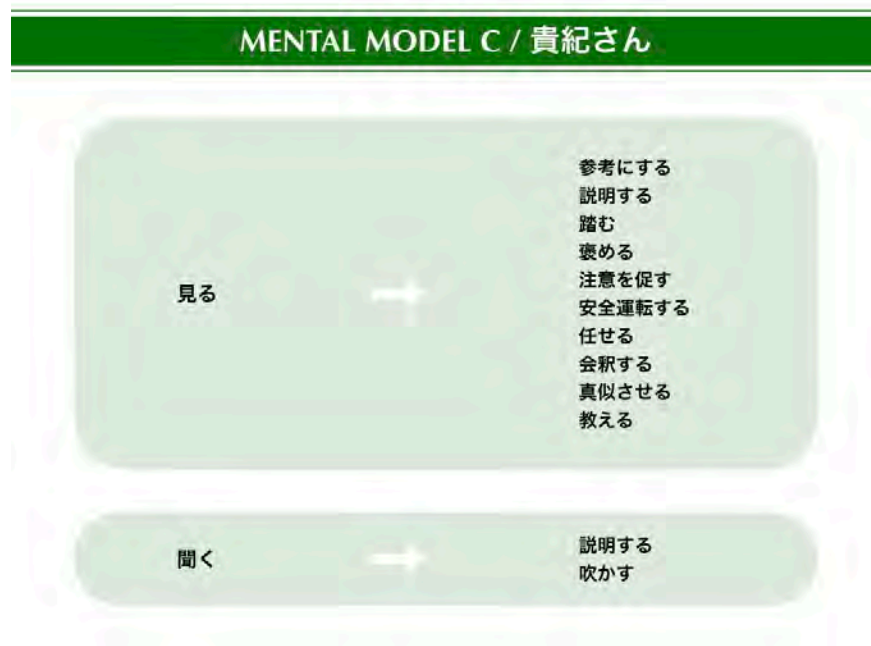 MENTAL MODEL C / 貴紀さん
参考にする
説明する
踏む
褒める
注意を促す
見る
安全運転する
任せる
会釈する
真似させる
教える
聞く
説明する
吹かす